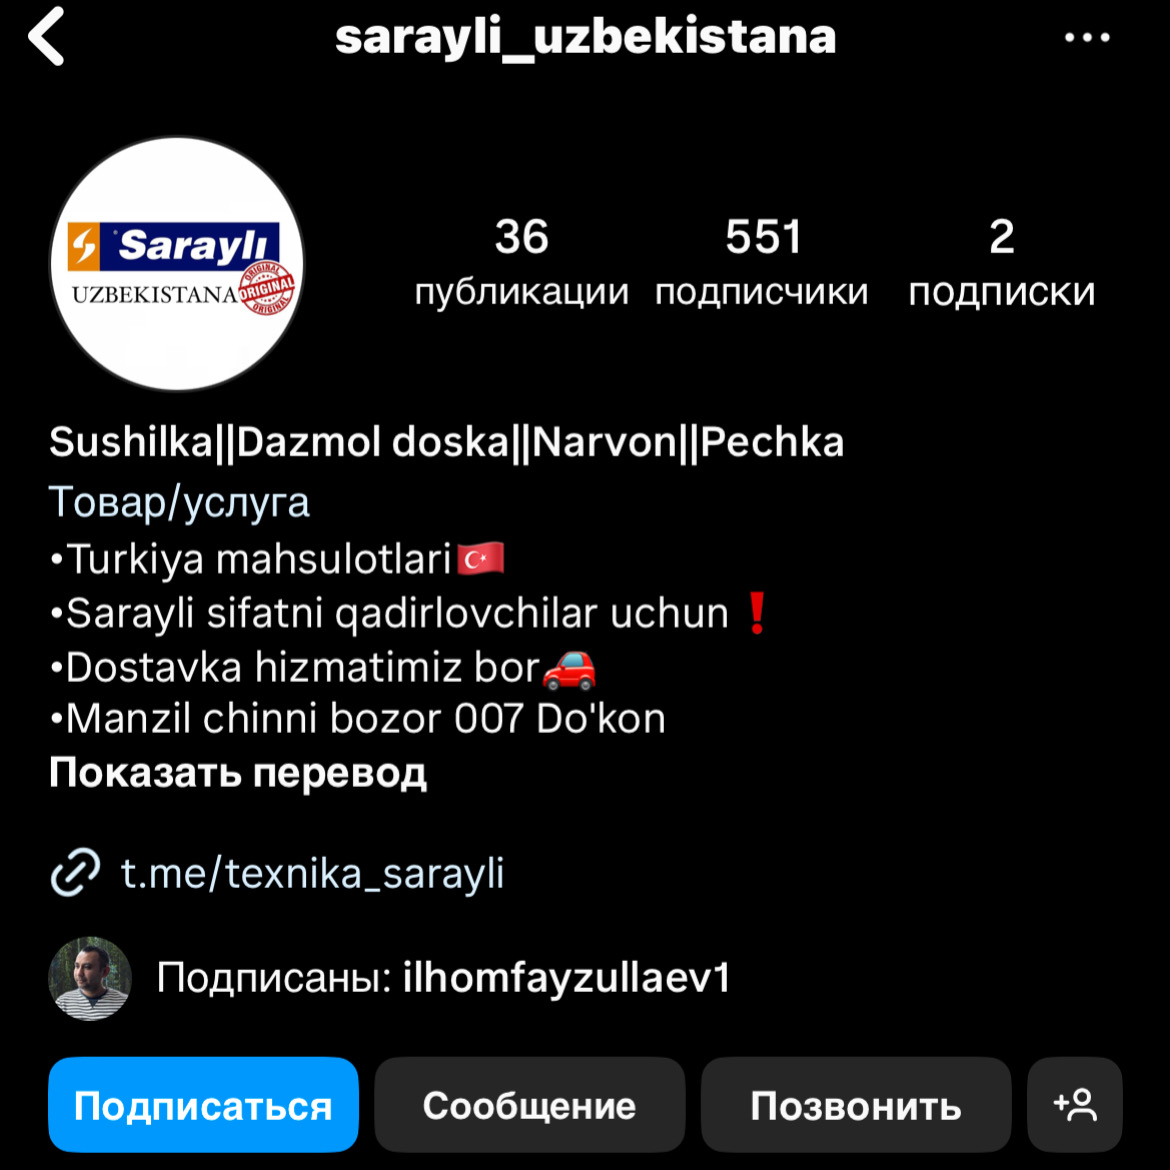 sarayli_uzbekistana
Saraylı
UZBEKISTANA
ORIGINAL
ORIGINAL
ORIGINAL
36
публикации
551
подписчики
2
подписки
Sushilka||Dazmol doska||Narvon||Pechka
Товар/услуга
•Turkiya mahsulotlari🇹🇷
•Sarayli sifatni qadirlovchilar uchun❗
•Dostavka hizmatimiz bor🚗
•Manzil chinni bozor 007 Do'kon
Показать перевод
t.me/texnika_sarayli
Подписаны: ilhomfayzullaev1
Подписаться
Сообщение
Позвонить